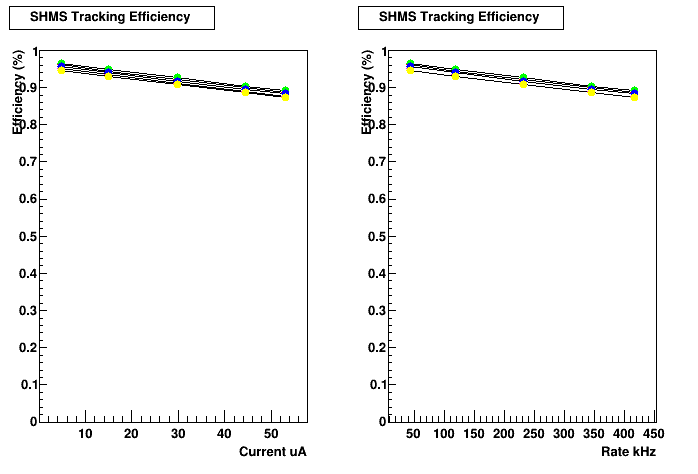 SHMS Tracking Efficiency
Efficiency (%)
1
0.9
0.8
0.7
0.6
0.5
0.4
0.3
0.2
0.1
0
10 20 30 40 50
Current uA
SHMS Tracking Efficiency
Efficiency (%)
1
0.9
0.8
0.7
0.6
0.5
0.4
0.3
0.2
0.1
0
50 100 150 200 250 300 350 400 450
Rate kHz